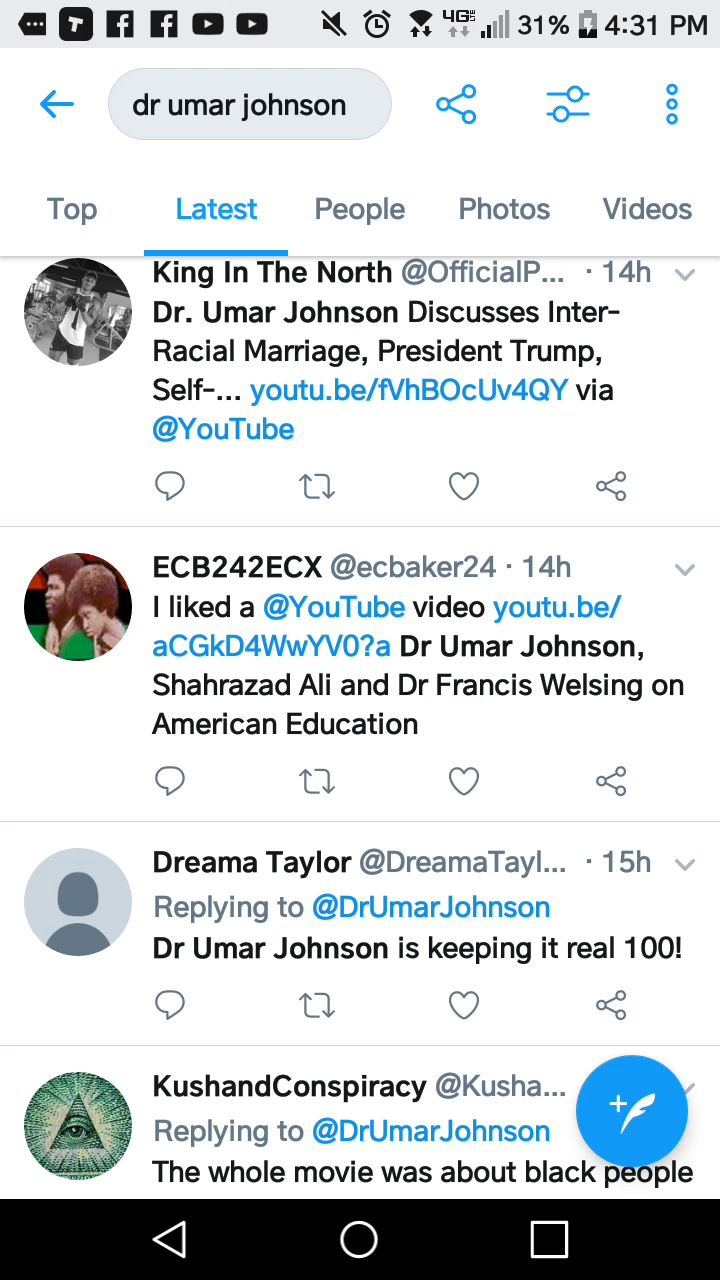 4G
31%
4:31 PM
dr umar johnson
Top
Latest
People
Photos
Videos
King In The North @OfficialP... · 14h
Dr. Umar Johnson Discusses Inter-
Racial Marriage, President Trump,
Self-... youtu.be/fVhBOcUv4QY via
@YouTube
ECB242ECX @ecbaker24 · 14h
I liked a @YouTube video youtu.be/
aCGkD4WwYV0?a Dr Umar Johnson,
Shahrazad Ali and Dr Francis Welsing on
American Education
Dreama Taylor @DreamaTayl... · 15h
Replying to @DrUmarJohnson
Dr Umar Johnson is keeping it real 100!
KushandConspiracy @Kusha...
Replying to @DrUmarJohnson
The whole movie was about black people